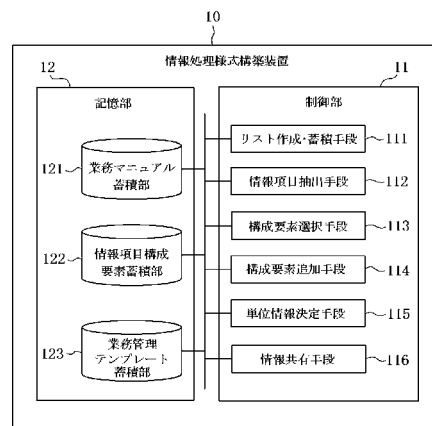 10
情報処理様式構築装置
12
記憶部
121
業務マニュアル
蓄積部
122
情報項目構成
要素蓄積部
123
業務管理
テンプレート
蓄積部
11
制御部
リスト作成・蓄積手段
111
情報項目抽出手段
112
構成要素選択手段
113
構成要素追加手段
114
単位情報決定手段
115
情報共有手段
116